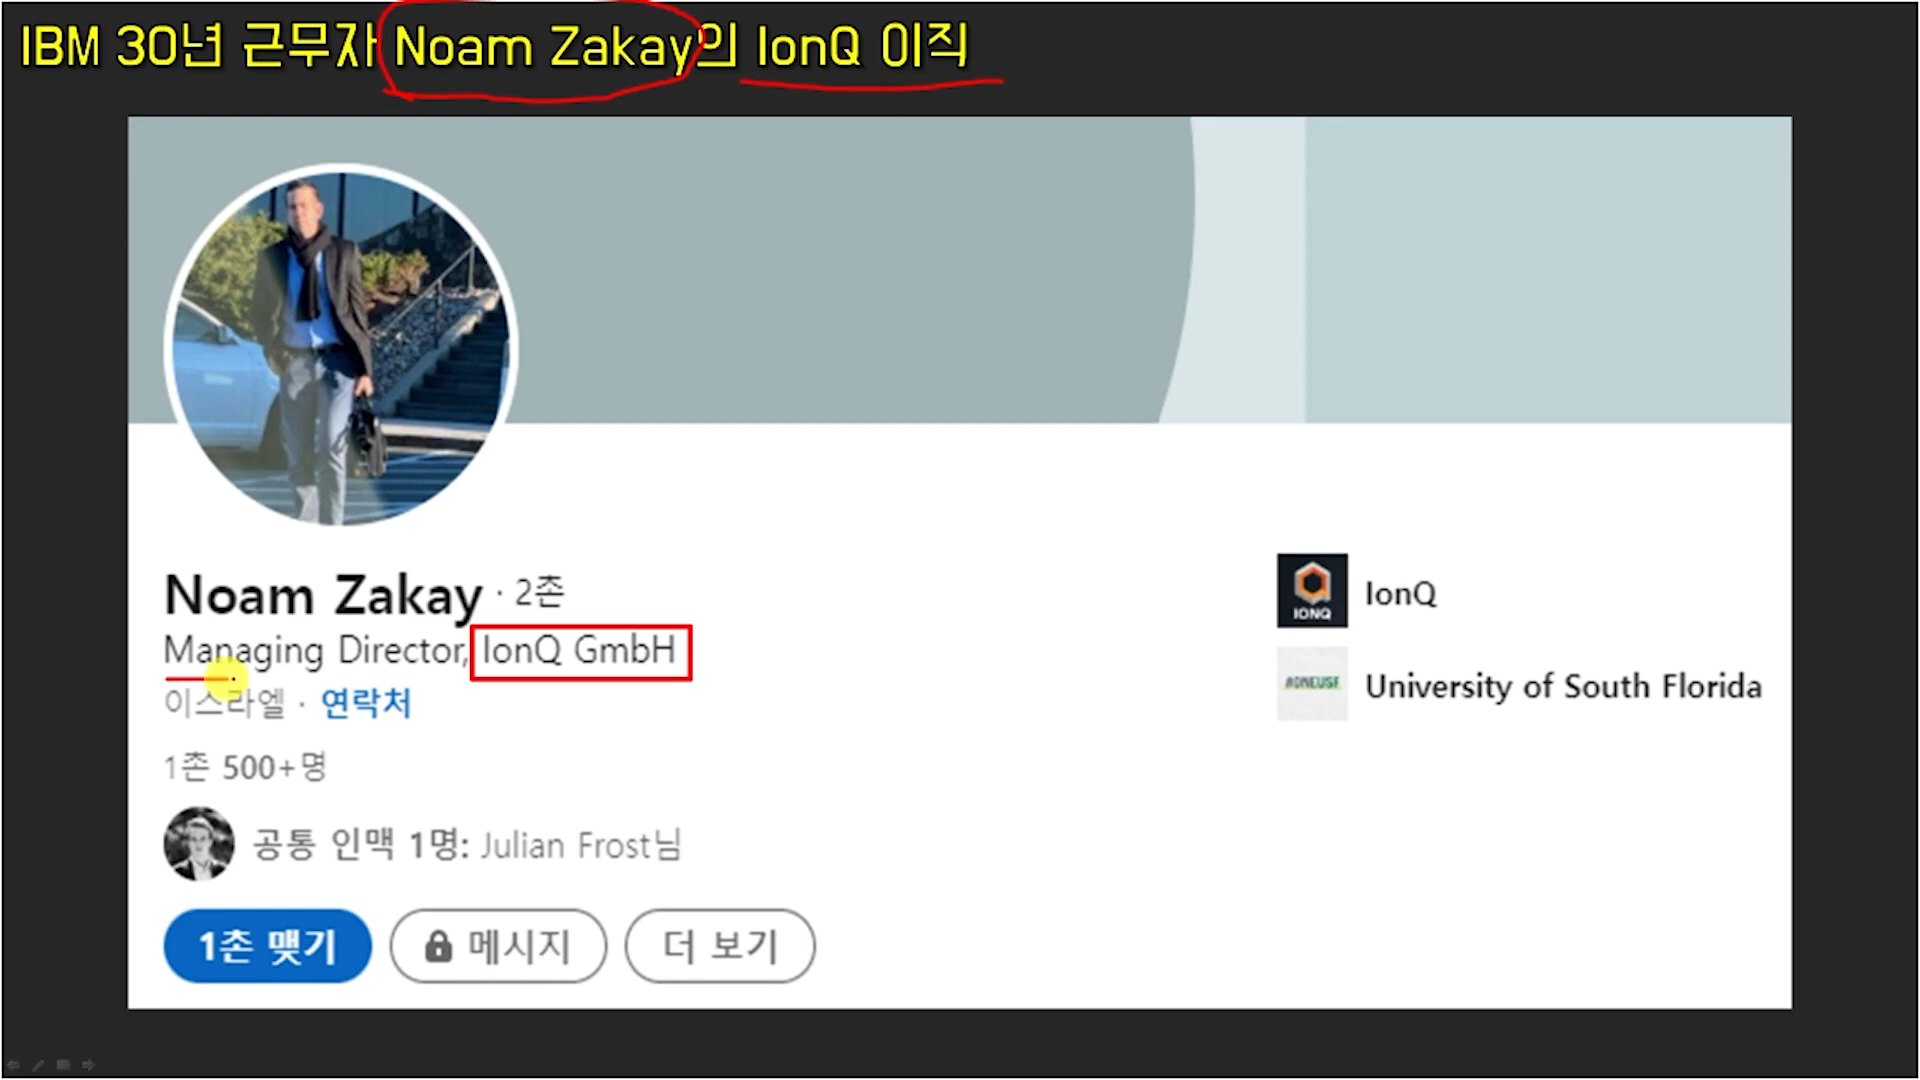 IBM 30년 근무자 Noam Zakay의 IonQ 이직
Noam Zakay · 2촌
Managing Director, IonQ GmbH
이스라엘 · 연락처
1촌 500+명
공통 인맥 1명: Julian Frost님
1촌 맺기
메시지
더 보기
IONQ
IonQ
#ONEUSF
University of South Florida